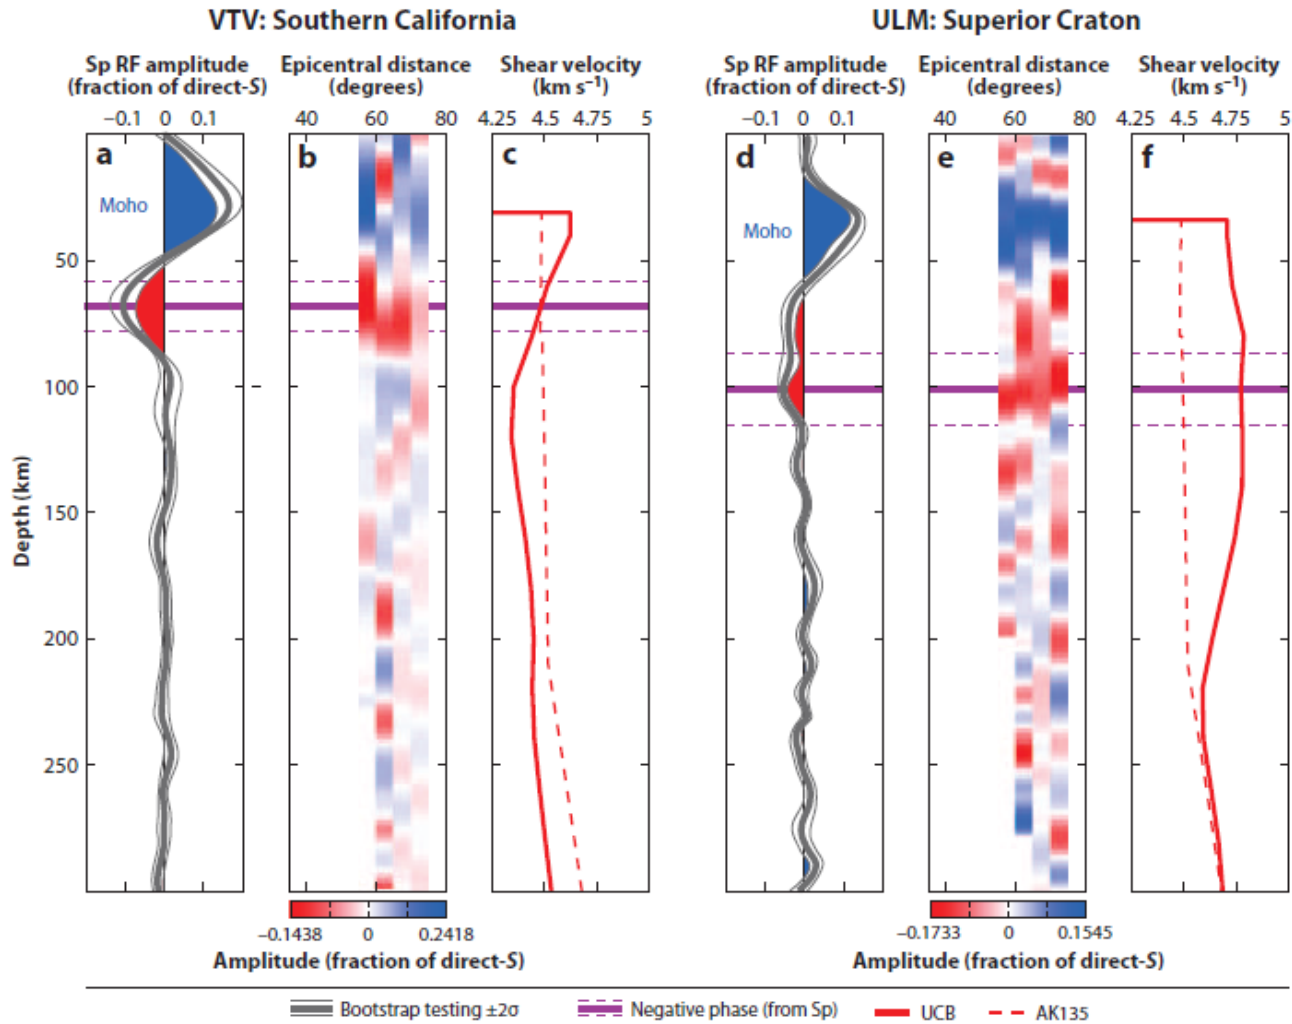 VTV: Southern California
ULM: Superior Craton
Sp RF amplitude
(fraction of direct-S)
Epicentral distance
(degrees)
Shear velocity
(km s⁻¹)
Sp RF amplitude
(fraction of direct-S)
Epicentral distance
(degrees)
Shear velocity
(km s⁻¹)
−0.1 0 0.1
40 60 80
4.25 4.5 4.75 5
−0.1 0 0.1
40 60 80
4.25 4.5 4.75 5
a
b
c
d
e
f
Moho
Moho
50
100
150
200
250
Depth (km)
−0.1438 0 0.2418
Amplitude (fraction of direct-S)
−0.1733 0 0.1545
Amplitude (fraction of direct-S)
Bootstrap testing ±2σ
Negative phase (from Sp)
UCB
AK135